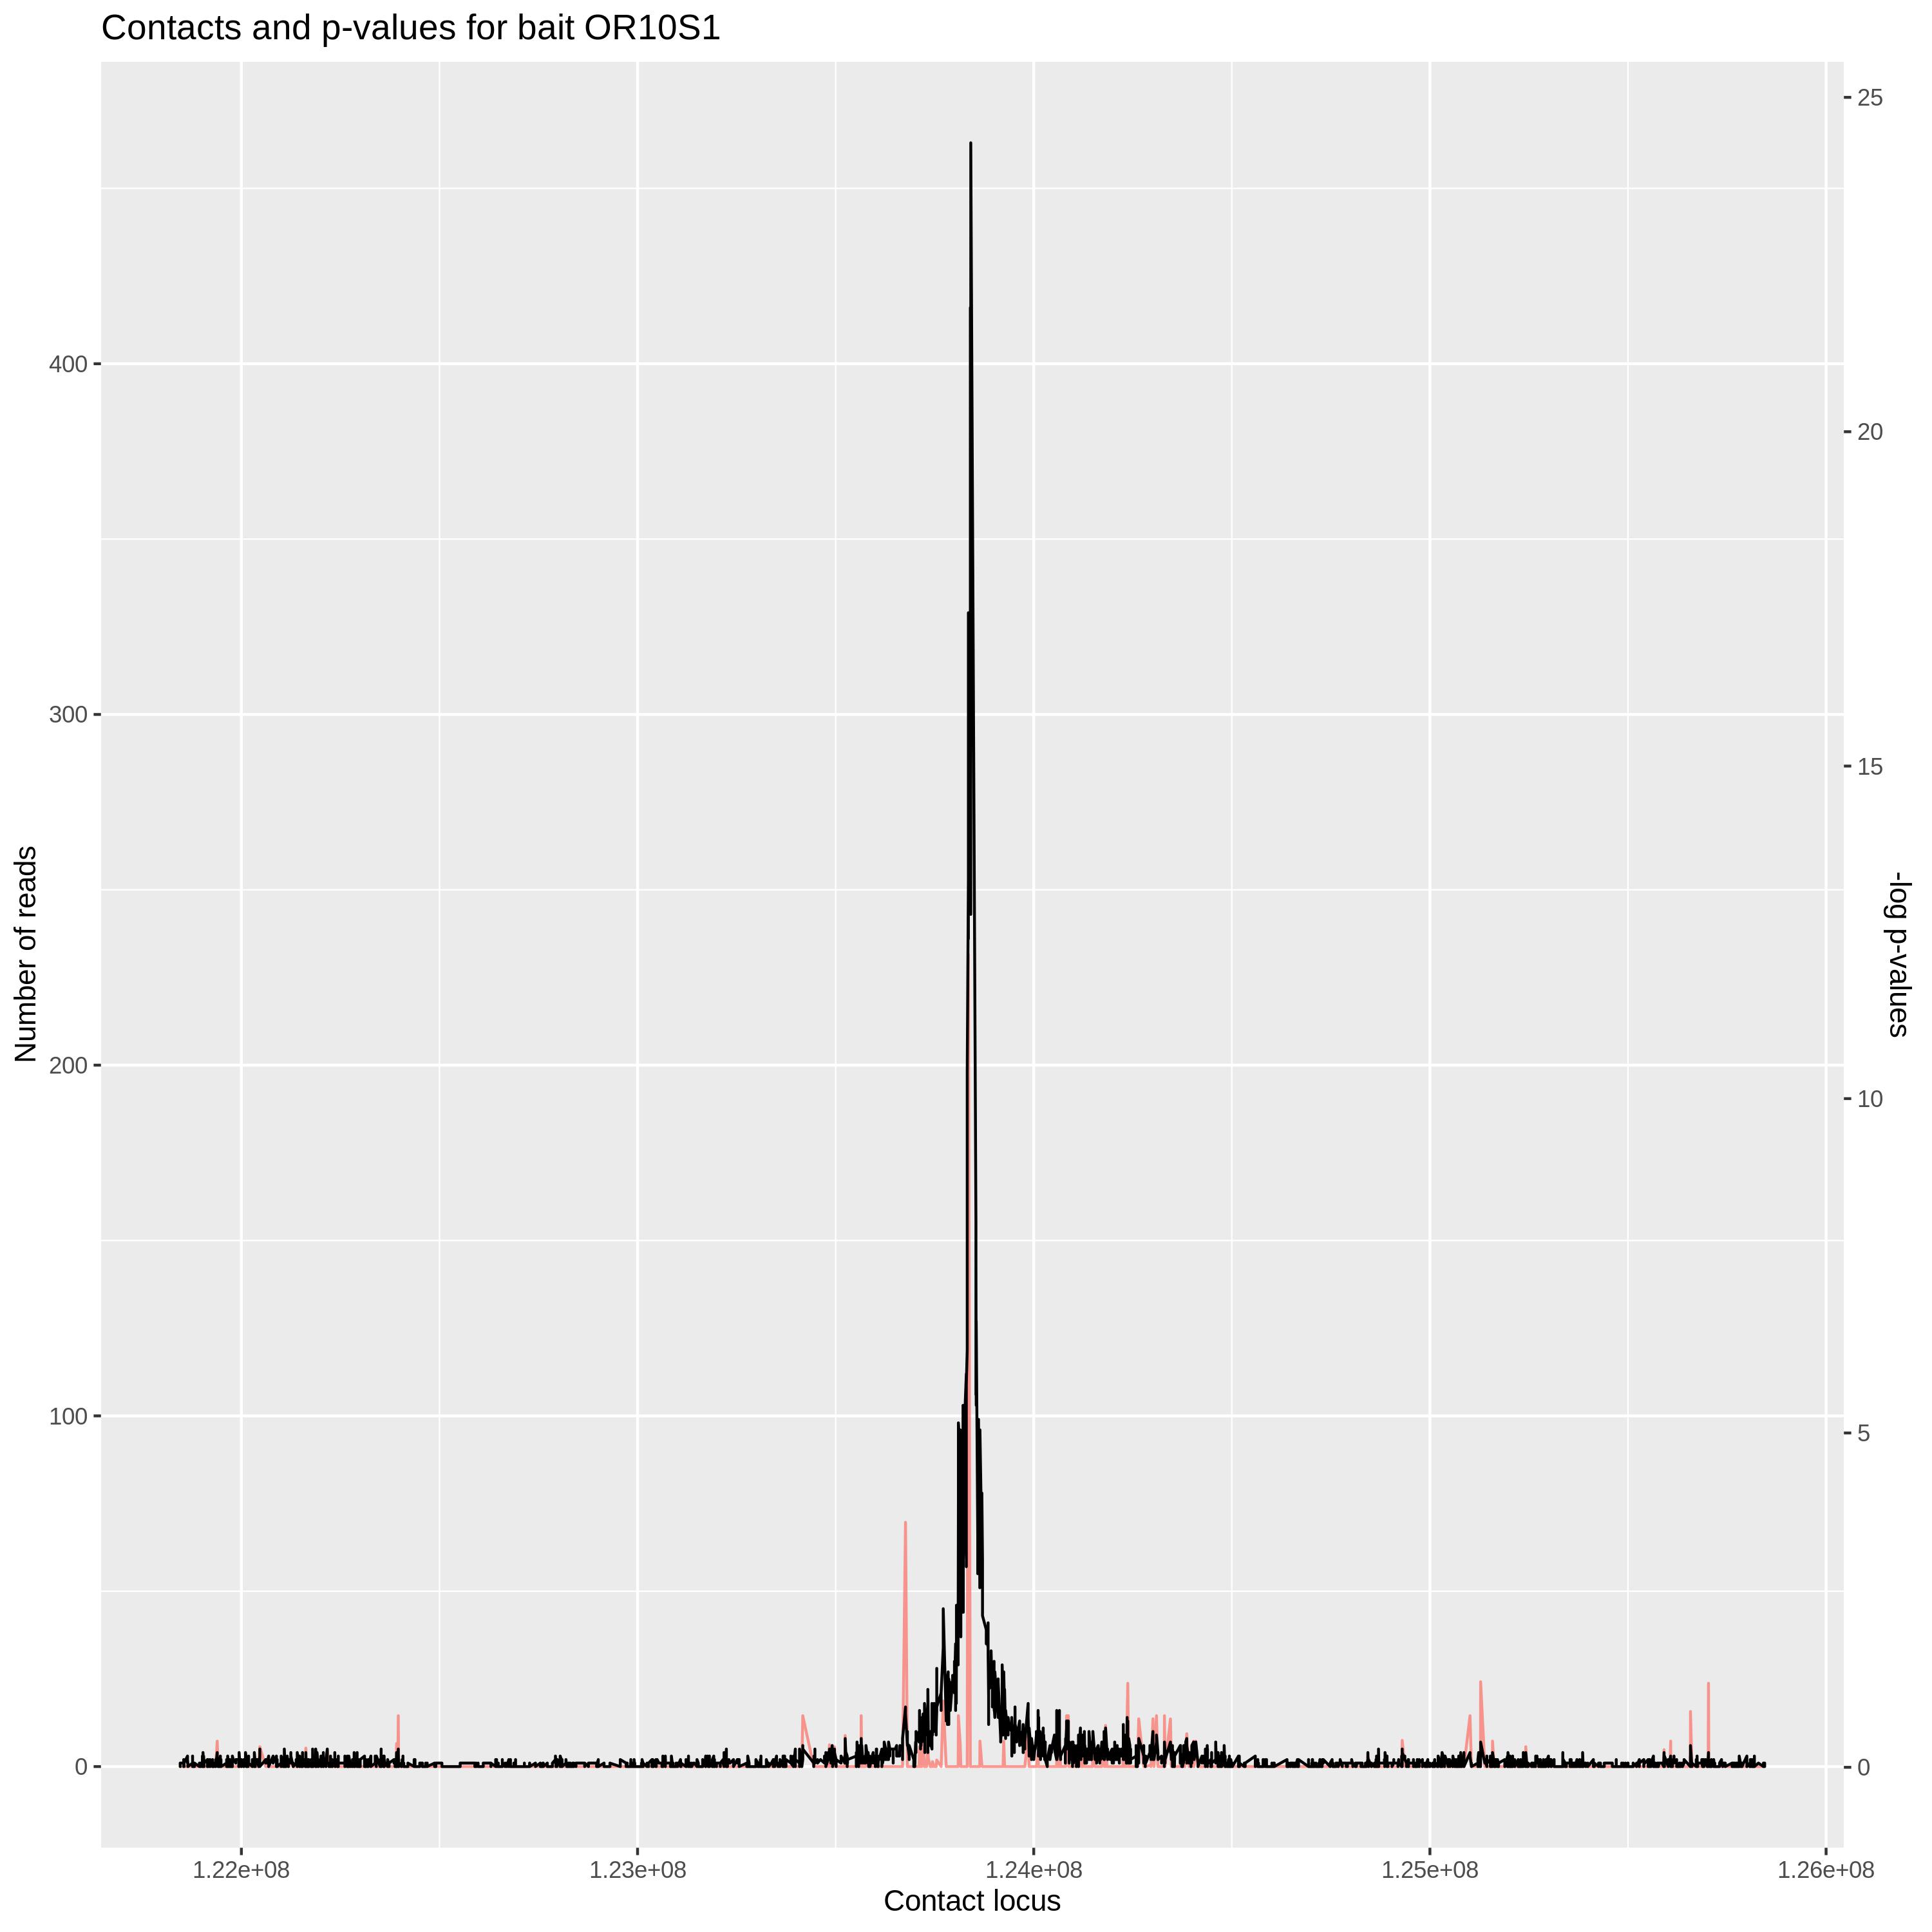 Contacts and p-values for bait OR10S1
25
20
15
10
5
0
400
300
200
100
0
Number of reads
-log p-values
1.22e+08 1.23e+08 1.24e+08 1.25e+08 1.26e+08
Contact locus